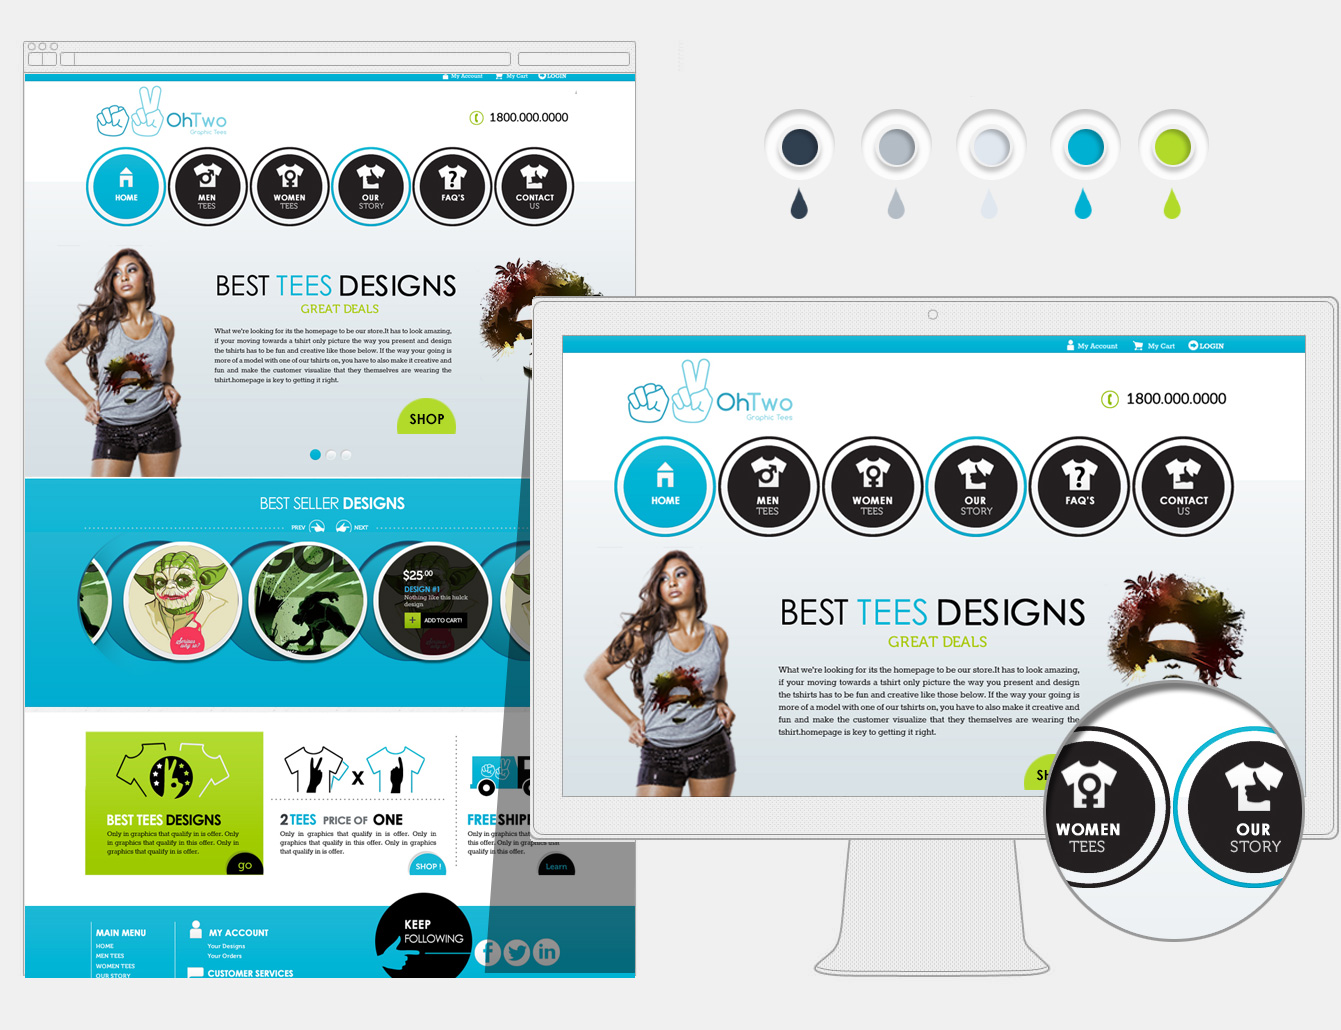 My Account
My Cart
LOGIN
OhTwo
Graphic Tees
1800.000.0000
HOME
MEN
TEES
WOMEN
TEES
OUR
STORY
FAQ'S
CONTACT
US
BEST TEES DESIGNS
GREAT DEALS
What we're looking for its the homepage to be our store.It has to look amazing,
if your moving towards a tshirt only picture the way you present and design
the tshirts has to be fun and creative like those below. If the way your going is
more of a model with one of our tshirts on, you have to also make it creative and
fun and make the customer visualize that they themselves are wearing the
tshirt.homepage is key to getting it right.
SHOP
BEST SELLER DESIGNS
PREV
NEXT
$25.00
DESIGN #1
Nothing like this hulck
design
+ ADD TO CART!
Serious
why so?
BEST TEES DESIGNS
Only in graphics that qualify in is offer. Only
in graphics that qualify in this offer. Only in
graphics that qualify in is offer.
go
X
2TEES PRICE OF ONE
Only in graphics that qualify in is offer. Only in
graphics that qualify in this offer. Only in graphics
that qualify in is offer.
SHOP !
FREE SHIPP
Only in graphics that
qualify in this offer.
qualify in is offer.
Learn
MAIN MENU
HOME
MEN TEES
WOMEN TEES
OUR STORY
MY ACCOUNT
Your Designs
Your Orders
CUSTOMER SERVICES
KEEP
FOLLOWING
f
in
My Account
My Cart
LOGIN
OhTwo
Graphic Tees
1800.000.0000
HOME
MEN
TEES
WOMEN
TEES
OUR
STORY
FAQ'S
CONTACT
US
BEST TEES DESIGNS
GREAT DEALS
What we're looking for its the homepage to be our store.It has to look amazing,
if your moving towards a tshirt only picture the way you present and design
the tshirts has to be fun and creative like those below. If the way your going is
more of a model with one of our tshirts on, you have to also make it creative and
fun and make the customer visualize that they themselves are wearing the
tshirt.homepage is key to getting it right.
SH
WOMEN
TEES
OUR
STORY